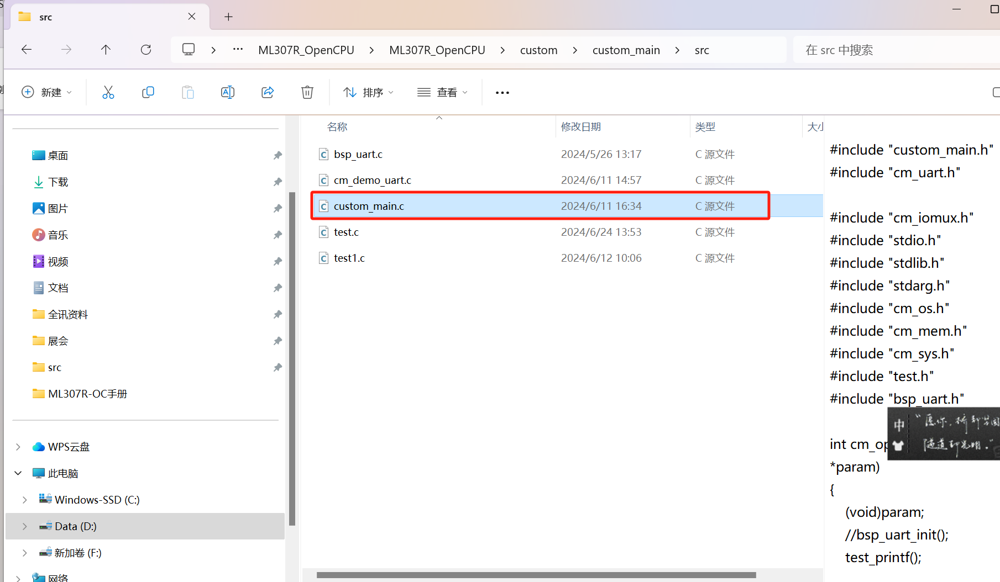 src
ML307R_OpenCPU
ML307R_OpenCPU
custom
custom_main
src
在 src 中搜索
新建
排序
查看
名称
修改日期
类型
大小
桌面
下载
图片
音乐
视频
文档
全讯资料
展会
src
ML307R-OC手册
WPS云盘
此电脑
Windows-SSD (C:)
Data (D:)
新加卷 (F:)
网络
bsp_uart.c 2024/5/26 13:17 C 源文件
cm_demo_uart.c 2024/6/11 14:57 C 源文件
custom_main.c 2024/6/11 16:34 C 源文件
test.c 2024/6/24 13:53 C 源文件
test1.c 2024/6/12 10:06 C 源文件
#include "custom_main.h"
#include "cm_uart.h"
#include "cm_iomux.h"
#include "stdio.h"
#include "stdlib.h"
#include "stdarg.h"
#include "cm_os.h"
#include "cm_mem.h"
#include "cm_sys.h"
#include "test.h"
#include "bsp_uart.h"
int cm_op
*param)
{
(void)param;
//bsp_uart_init();
test_printf();
中